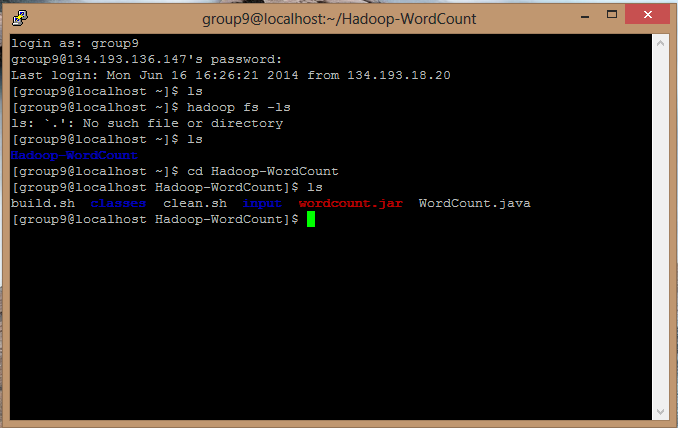 group9@localhost:~/Hadoop-WordCount
login as: group9
group9@134.193.136.147's password:
Last login: Mon Jun 16 16:26:21 2014 from 134.193.18.20
[group9@localhost ~]$ ls
[group9@localhost ~]$ hadoop fs -ls
ls: `.': No such file or directory
[group9@localhost ~]$ ls
Hadoop-WordCount
[group9@localhost ~]$ cd Hadoop-WordCount
[group9@localhost Hadoop-WordCount]$ ls
build.sh  classes  clean.sh  input  wordcount.jar  WordCount.java
[group9@localhost Hadoop-WordCount]$